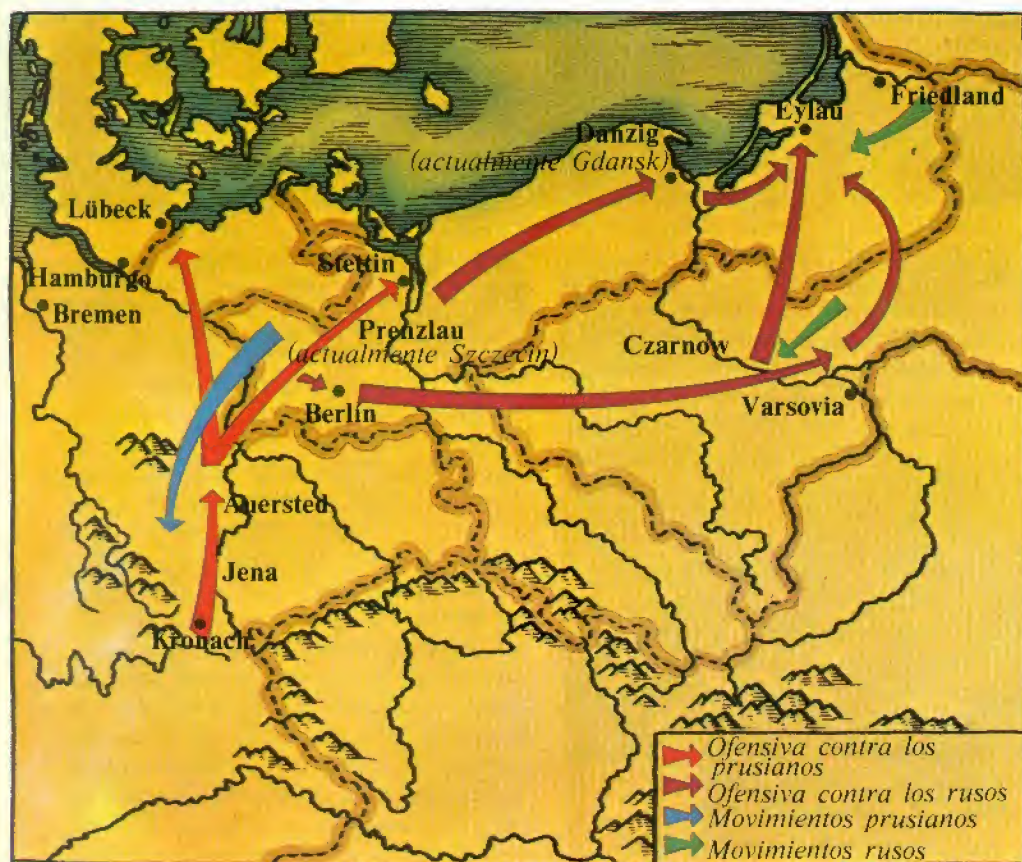 Friedland
Eylau
Danzig
(actualmente Gdansk)
Lübeck
Hamburgo
Bremen
Stettin
Prenzlau
(actualmente Szczecin)
Czarnow
Berlín
Varsovia
Auersted
Jena
Kronach
Ofensiva contra los
prusianos
Ofensiva contra los rusos
Movimientos prusianos
Movimientos rusos